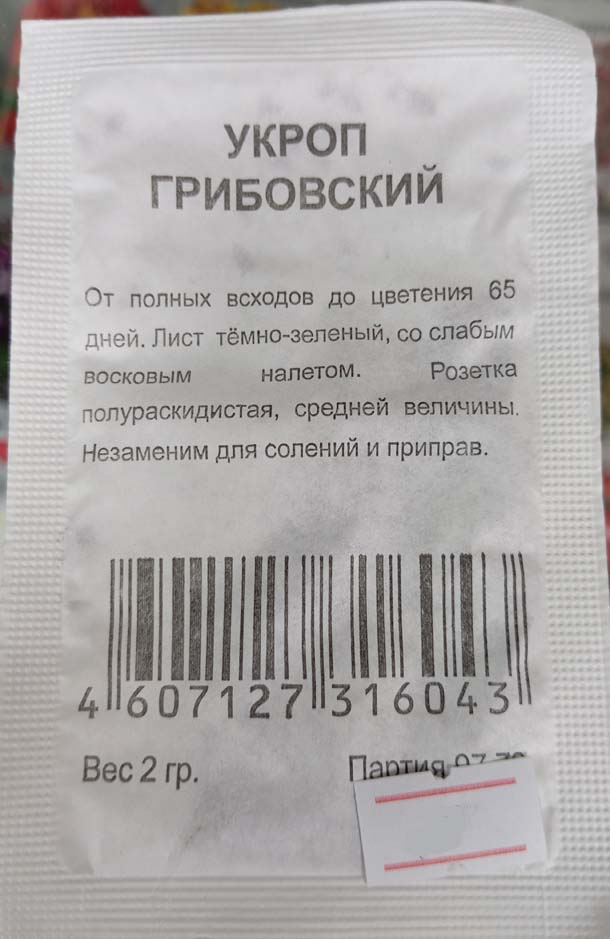 УКРОП
ГРИБОВСКИЙ
От полных всходов до цветения 65
дней. Лист тёмно-зеленый, со слабым
восковым налетом. Розетка
полураскидистая, средней величины.
Незаменим для солений и приправ.
4 607127 316043
Вес 2 гр. Партия